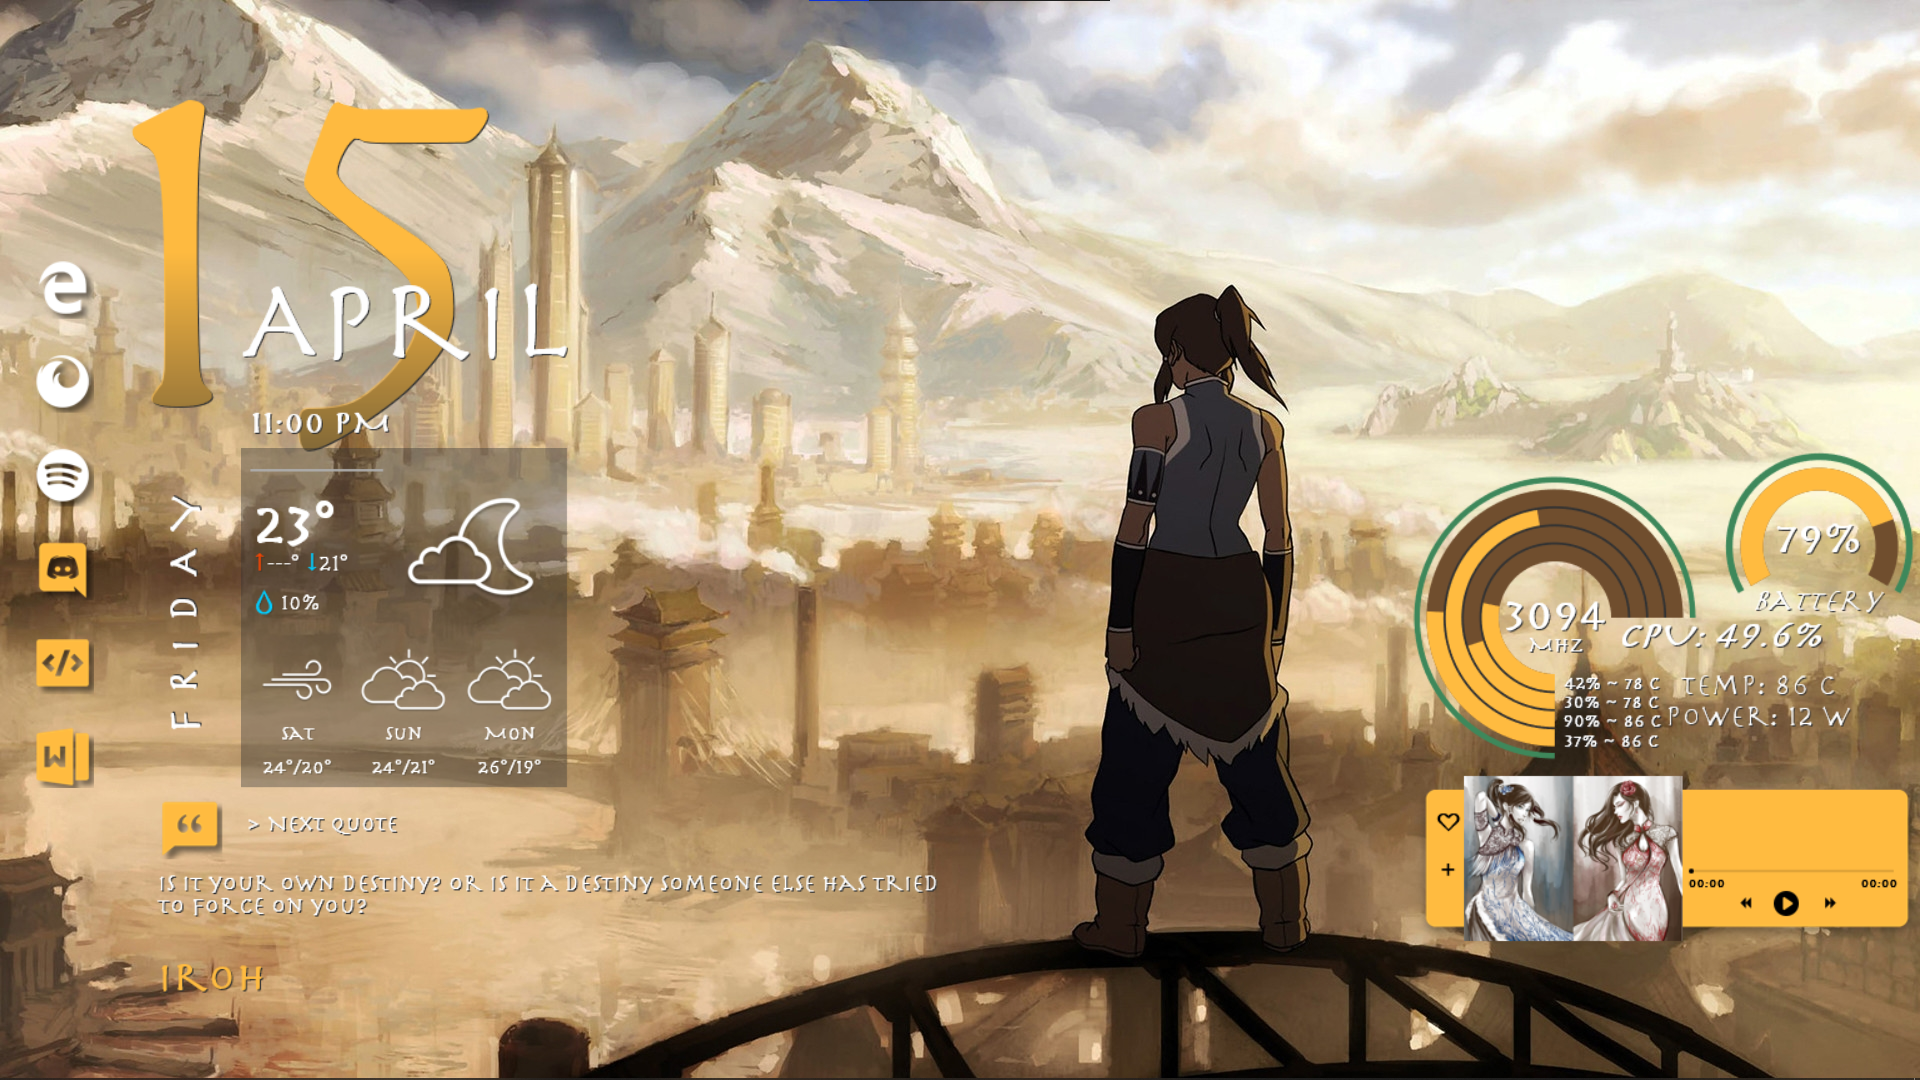 15
APRIL
11:00 PM
FRIDAY
23°
---° 21°
10%
SAT SUN MON
24°/20° 24°/21° 26°/19°
> NEXT QUOTE
IS IT YOUR OWN DESTINY? OR IS IT A DESTINY SOMEONE ELSE HAS TRIED
TO FORCE ON YOU?
IROH
79%
BATTERY
3094
MHZ
CPU: 49.6%
42% ~ 78 C
30% ~ 78 C
90% ~ 86 C
37% ~ 86 C
TEMP: 86 C
POWER: 12 W
00:00 00:00